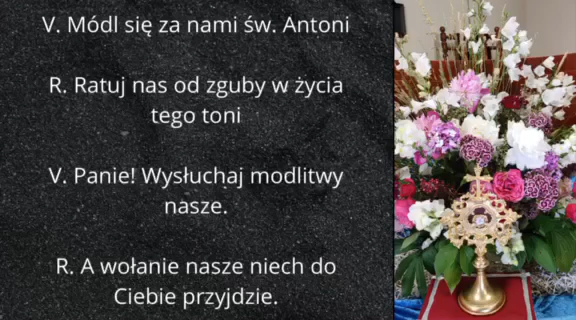 V. Módl się za nami św. Antoni
R. Ratuj nas od zguby w życia
tego toni
V. Panie! Wysłuchaj modlitwy
nasze.
R. A wołanie nasze niech do
Ciebie przyjdzie.